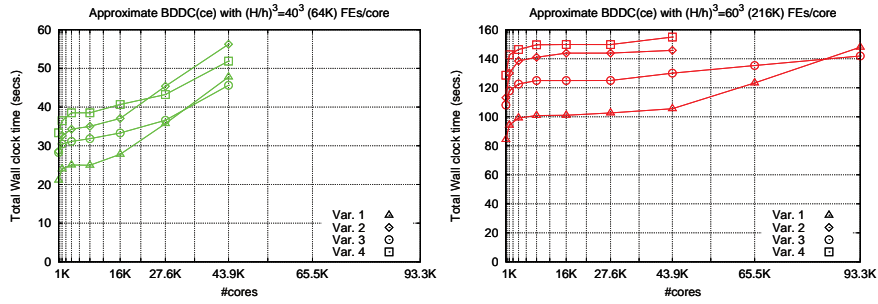 Approximate BDDC(ce) with (H/h)³=40³ (64K) FEs/core
Total Wall clock time (secs.)
60
50
40
30
20
10
0
Var. 1
Var. 2
Var. 3
Var. 4
1K 16K 27.6K 43.9K 65.5K 93.3K
#cores
Approximate BDDC(ce) with (H/h)³=60³ (216K) FEs/core
Total Wall clock time (secs.)
160
140
120
100
80
60
40
20
0
Var. 1
Var. 2
Var. 3
Var. 4
1K 16K 27.6K 43.9K 65.5K 93.3K
#cores